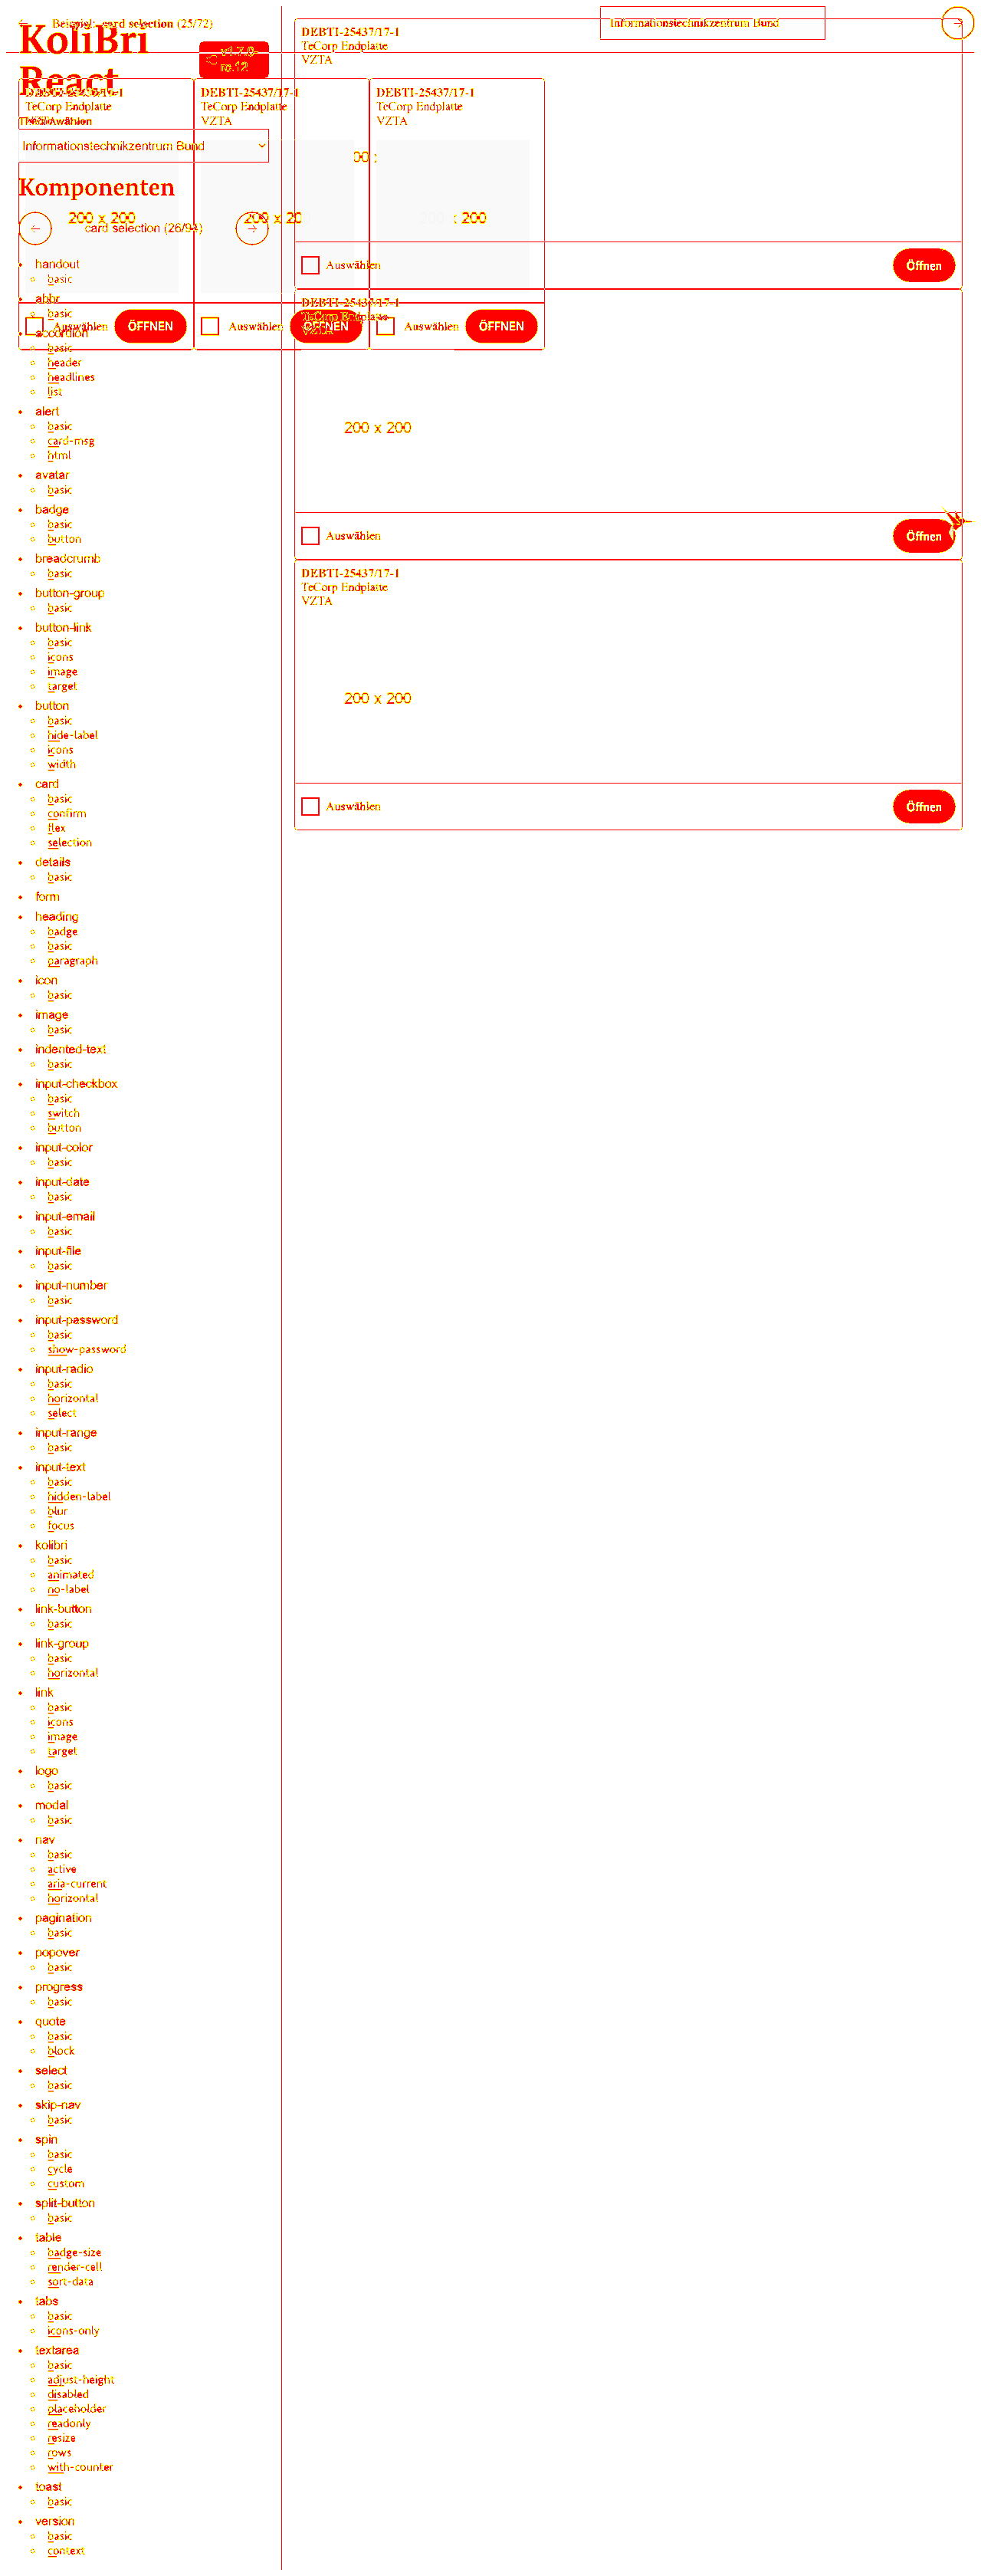 Beispiel: card selection (25/72)
Informationstechnikzentrum Bund
KoliBri
React
v1.7.0-
rc.12
DEBTI-25437/17-1
TeCorp Endplatte
VZTA
DEBTI-25437/17-1
TeCorp Endplatte
VZTA
DEBTI-25437/17-1
TeCorp Endplatte
VZTA
DEBTI-25437/17-1
TeCorp Endplatte
Informationstechnikzentrum Bund
Komponenten
200 x 200
card selection (26/94)
Auswählen
Öffnen
Auswählen
ÖFFNEN
Auswählen
ÖFFNEN
Auswählen
ÖFFNEN
DEBTI-25437/17-1
TeCorp Endplatte
VZTA
200 x 200
Auswählen
Öffnen
DEBTI-25437/17-1
TeCorp Endplatte
VZTA
200 x 200
Auswählen
Öffnen
handout
basic
abbr
basic
accordion
basic
header
headlines
list
alert
basic
card-msg
html
avatar
basic
badge
basic
button
breadcrumb
basic
button-group
basic
button-link
basic
icons
image
target
button
basic
hide-label
icons
width
card
basic
confirm
flex
selection
details
basic
form
heading
badge
basic
paragraph
icon
basic
image
basic
indented-text
basic
input-checkbox
basic
switch
button
input-color
basic
input-date
basic
input-email
basic
input-file
basic
input-number
basic
input-password
basic
show-password
input-radio
basic
horizontal
select
input-range
basic
input-text
basic
hidden-label
blur
focus
kolibri
basic
animated
no-label
link-button
basic
link-group
basic
horizontal
link
basic
icons
image
target
logo
basic
modal
basic
nav
basic
active
aria-current
horizontal
pagination
basic
popover
basic
progress
basic
quote
basic
block
select
basic
skip-nav
basic
spin
basic
cycle
custom
split-button
basic
table
badge-size
render-cell
sort-data
tabs
basic
icons-only
textarea
basic
adjust-height
disabled
placeholder
readonly
resize
rows
with-counter
toast
basic
version
basic
context